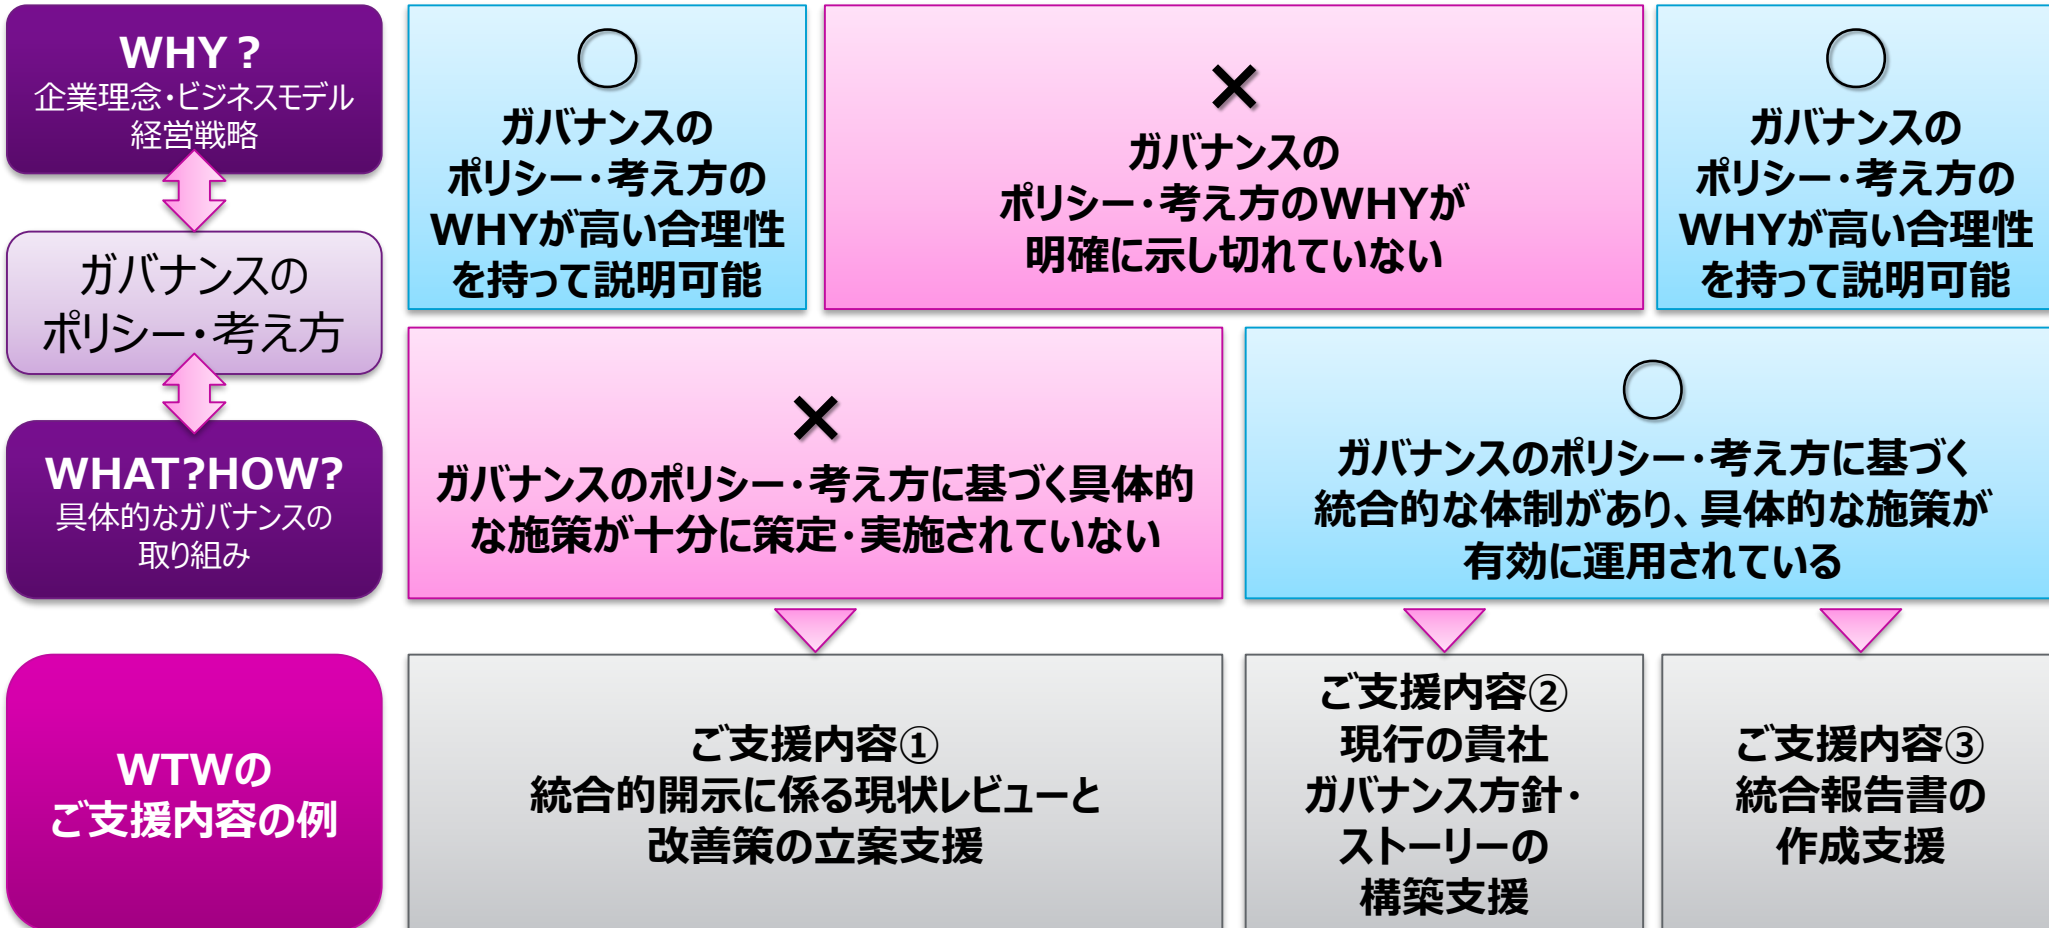 WHY？
企業理念・ビジネスモデル
経営戦略
ガバナンスの
ポリシー・考え方
WHAT?HOW?
具体的なガバナンスの
取り組み
WTWの
ご支援内容の例
○
ガバナンスの
ポリシー・考え方の
WHYが高い合理性
を持って説明可能
×
ガバナンスの
ポリシー・考え方のWHYが
明確に示し切れていない
○
ガバナンスの
ポリシー・考え方の
WHYが高い合理性
を持って説明可能
×
ガバナンスのポリシー・考え方に基づく具体的
な施策が十分に策定・実施されていない
○
ガバナンスのポリシー・考え方に基づく
統合的な体制があり、具体的な施策が
有効に運用されている
ご支援内容①
統合的開示に係る現状レビューと
改善策の立案支援
ご支援内容②
現行の貴社
ガバナンス方針・
ストーリーの
構築支援
ご支援内容③
統合報告書の
作成支援